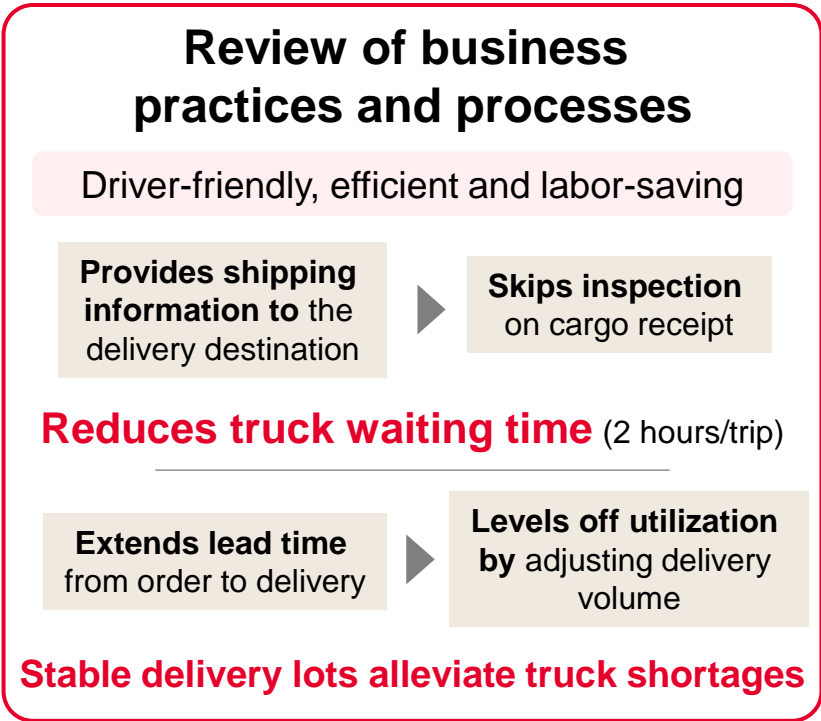 Review of business
practices and processes
Driver-friendly, efficient and labor-saving
Provides shipping
information to the
delivery destination
Skips inspection
on cargo receipt
Reduces truck waiting time (2 hours/trip)
Extends lead time
from order to delivery
Levels off utilization
by adjusting delivery
volume
Stable delivery lots alleviate truck shortages